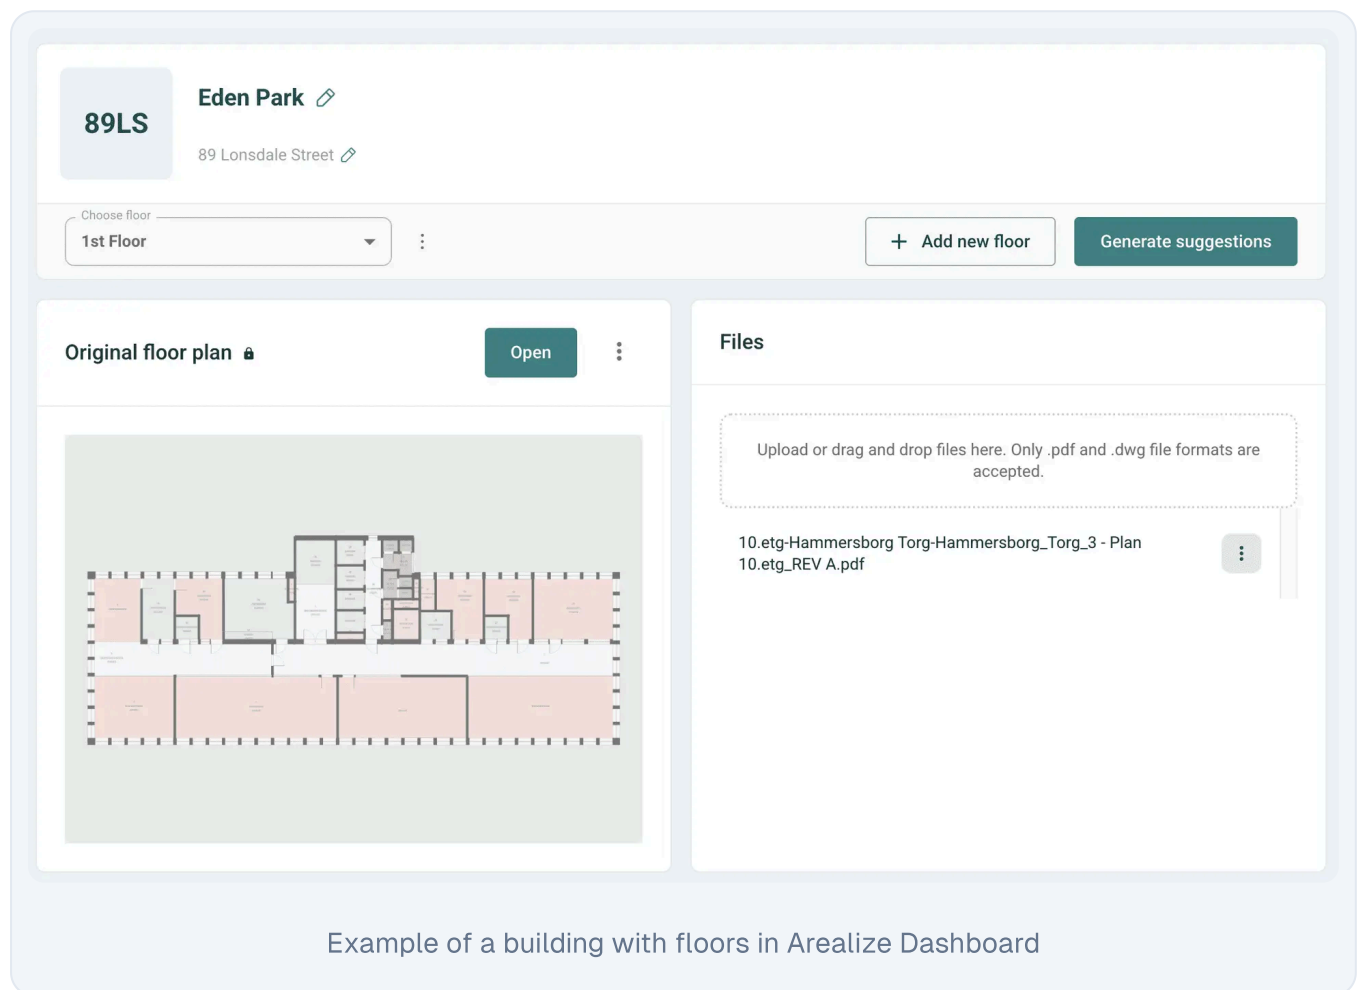 89LS
Eden Park
89 Lonsdale Street
Choose floor
1st Floor
Add new floor
Generate suggestions
Original floor plan
Open
Files
Upload or drag and drop files here. Only .pdf and .dwg file formats are
accepted.
10.etg-Hammersborg Torg-Hammersborg_Torg_3 - Plan
10.etg_REV A.pdf
Example of a building with floors in Arealize Dashboard